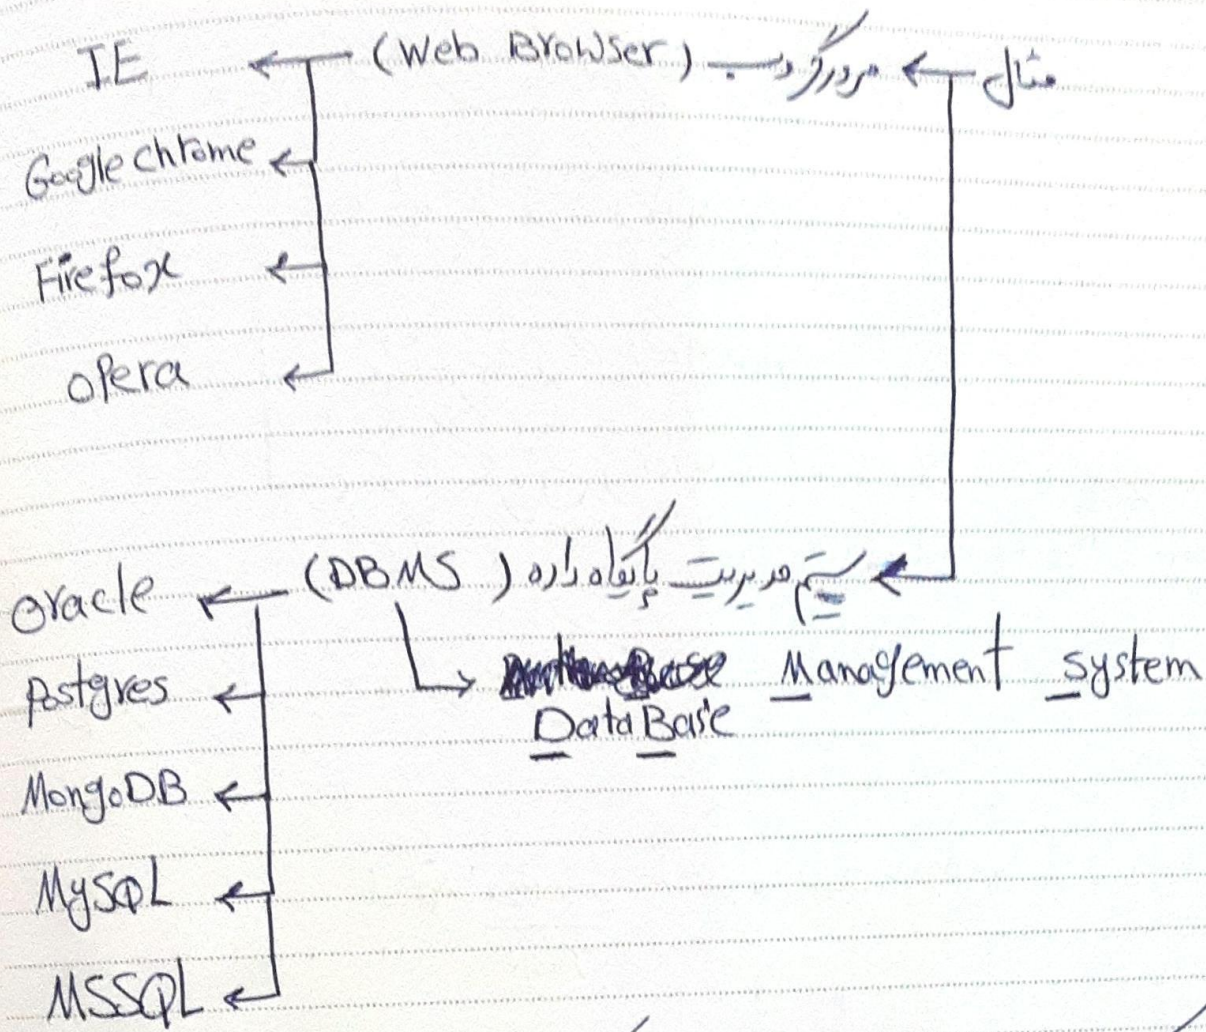 مثال ← مرورگر وب (Web Browser) ← IE
Google chrome
Firefox
opera
سیستم مدیریت پایگاه داده (DBMS) ← oracle
Management System
DataBase
Postgres
MongoDB
MySQL
MSSQL